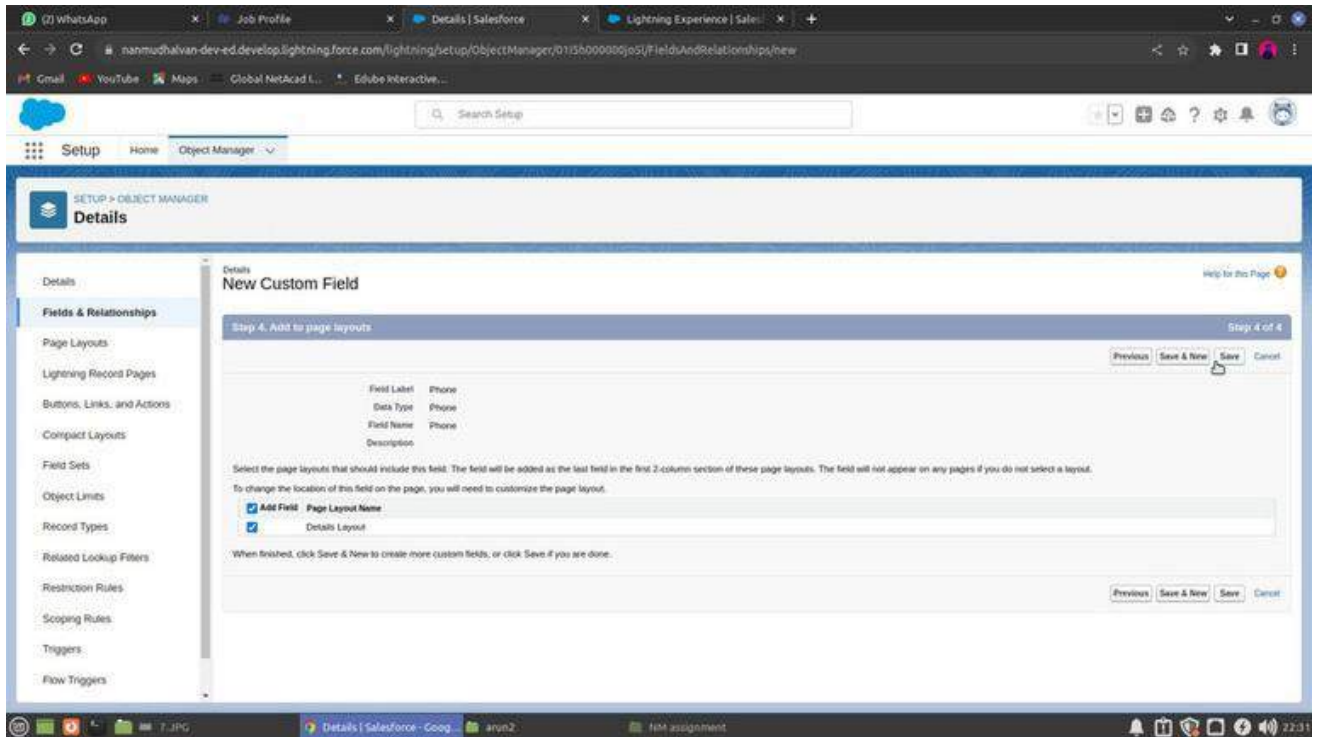 (2) WhatsApp
Job Profile
Details | Salesforce
Lightning Experience | Sales
nanmudhalvan-dev-ed.develop.lightning.force.com/lightning/setup/ObjectManager/01I5h000000joSl/FieldsAndRelationships/new
Gmail YouTube Maps Global NetAcad L... Edube Interactive...
Search Setup
Setup Home Object Manager
SETUP > OBJECT MANAGER
Details
Details
Fields & Relationships
Page Layouts
Lightning Record Pages
Buttons, Links, and Actions
Compact Layouts
Field Sets
Object Limits
Record Types
Related Lookup Filters
Restriction Rules
Scoping Rules
Triggers
Flow Triggers
Details
New Custom Field
Help for this Page
Step 4. Add to page layouts Step 4 of 4
Previous Save & New Save Cancel
Field Label Phone
Data Type Phone
Field Name Phone
Description
Select the page layouts that should include this field. The field will be added as the last field in the first 2-column section of these page layouts. The field will not appear on any pages if you do not select a layout.
To change the location of this field on the page, you will need to customize the page layout.
Add Field Page Layout Name
Details Layout
When finished, click Save & New to create more custom fields, or click Save if you are done.
Previous Save & New Save Cancel
7.JPG
Details | Salesforce - Goog...
arun2
NM assignment
22:31